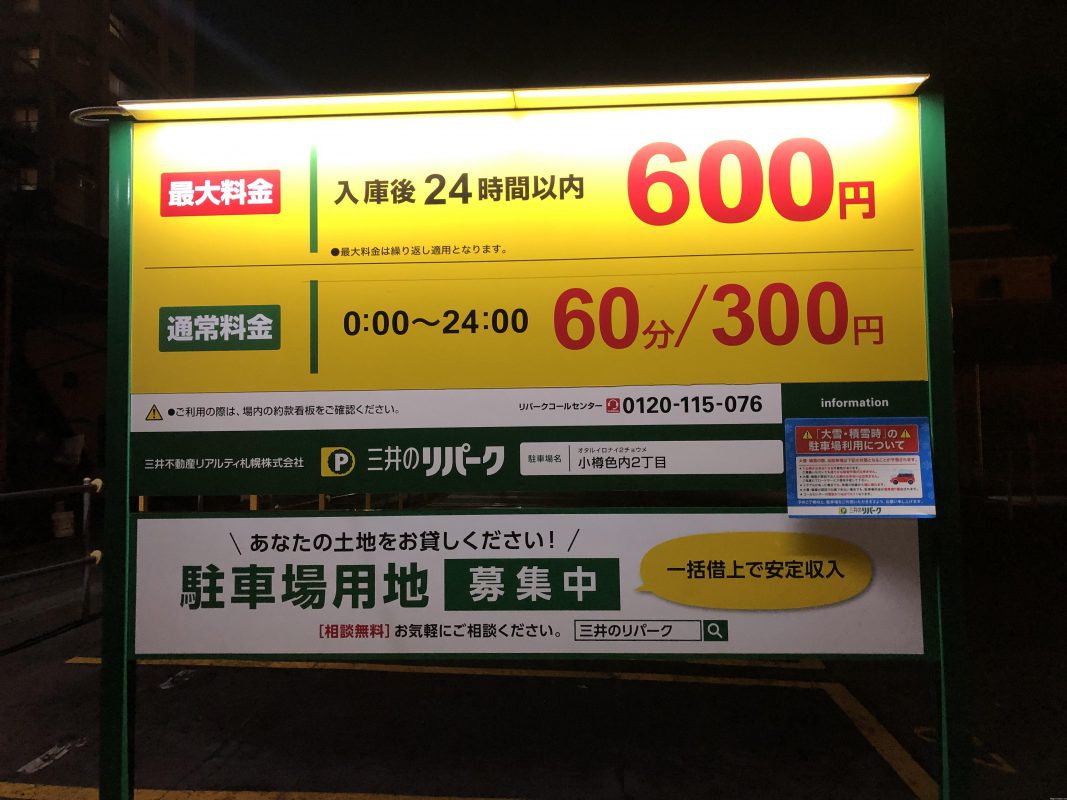 最大料金
入庫後24時間以内
600円
●最大料金は繰り返し適用となります。
通常料金
0:00〜24:00
60分/300円
●ご利用の際は、場内の約款看板をご確認ください。
リパークコールセンター 0120-115-076
information
三井不動産リアルティ札幌株式会社
P 三井のリパーク
駐車場名
オタルイロナイ2チョウメ
小樽色内2丁目
「大雪・積雪時」の
駐車場利用について
三井のリパーク
\ あなたの土地をお貸しください! /
駐車場用地 募集中
一括借上で安定収入
[相談無料] お気軽にご相談ください。
三井のリパーク